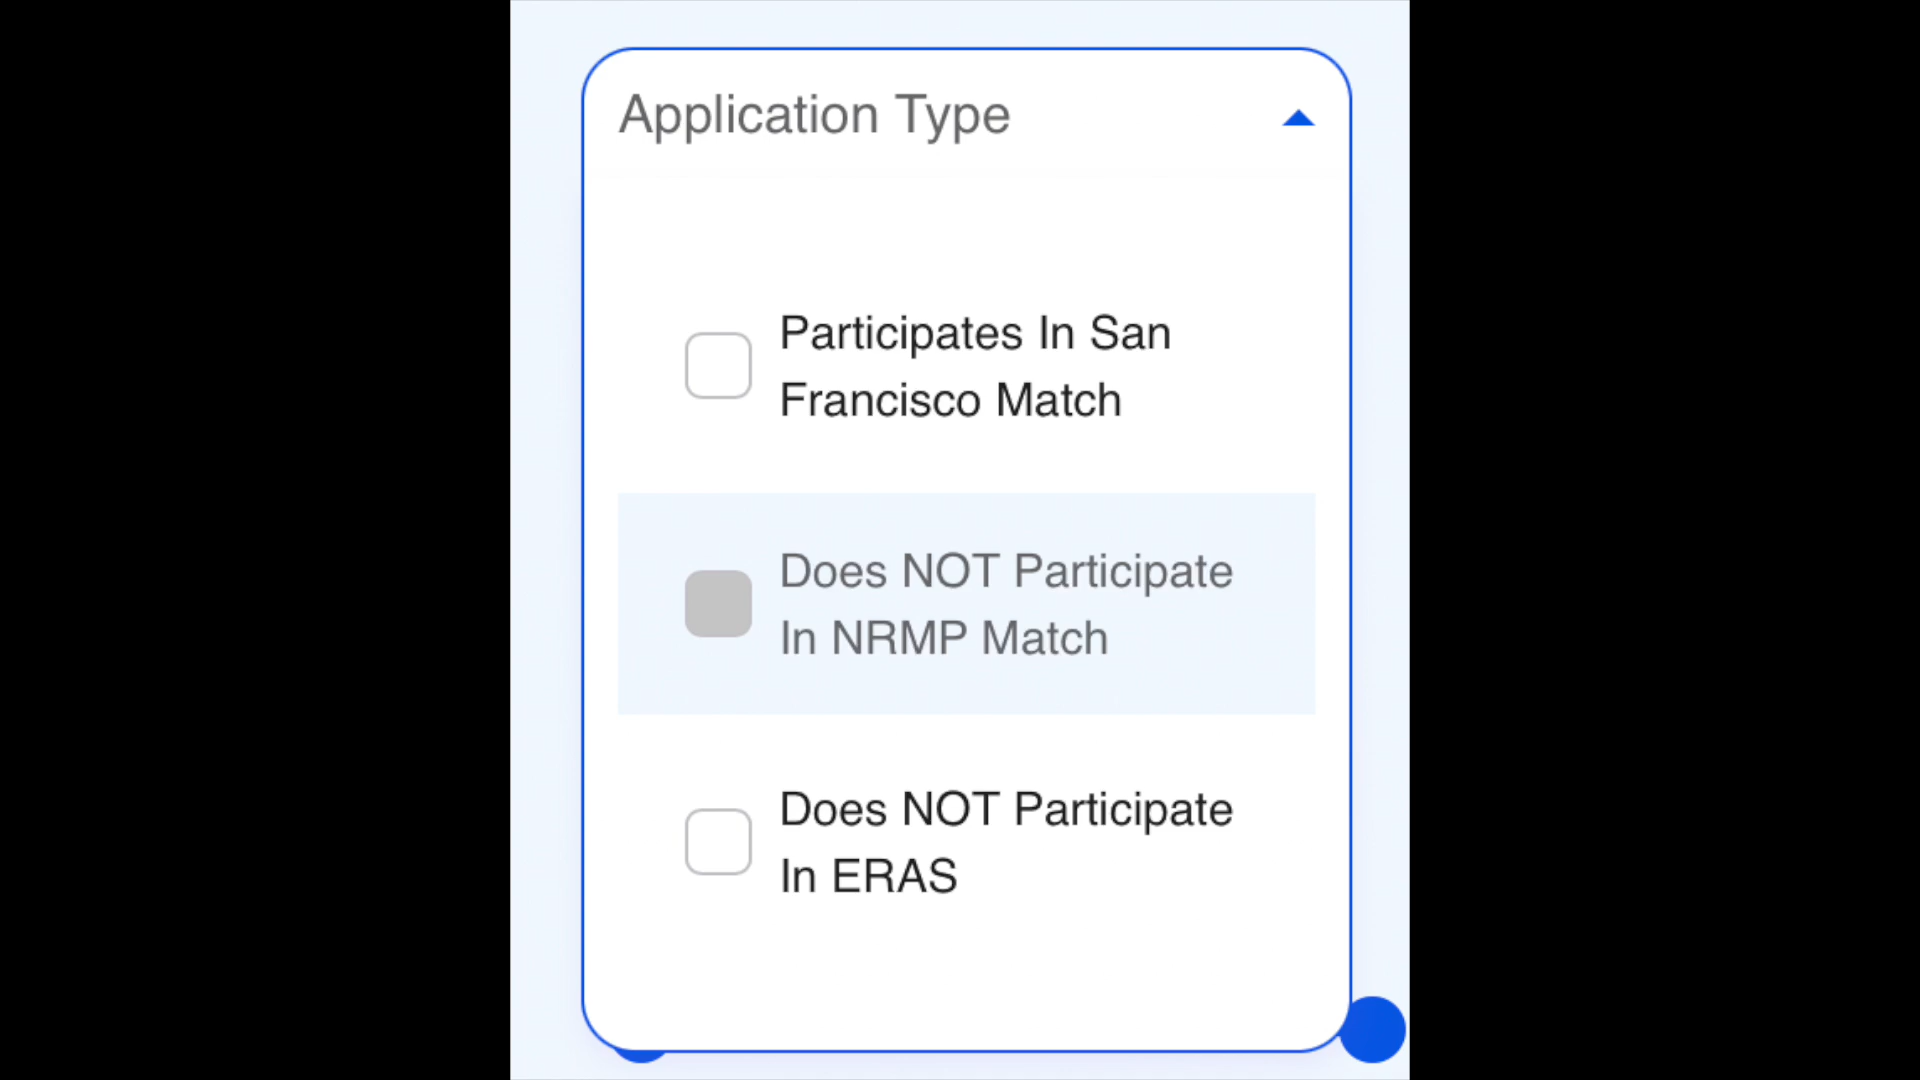 Application Type
Participates In San
Francisco Match
Does NOT Participate
In NRMP Match
Does NOT Participate
In ERAS